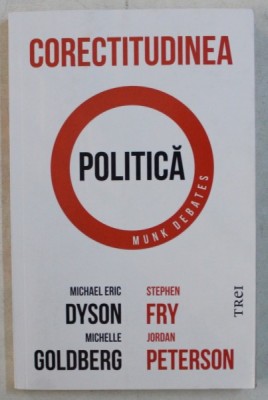 CORECTITUDINEA
POLITICĂ
MUNK DEBATES
MICHAEL ERIC
DYSON
MICHELLE
GOLDBERG
STEPHEN
FRY
JORDAN
PETERSON
TREI